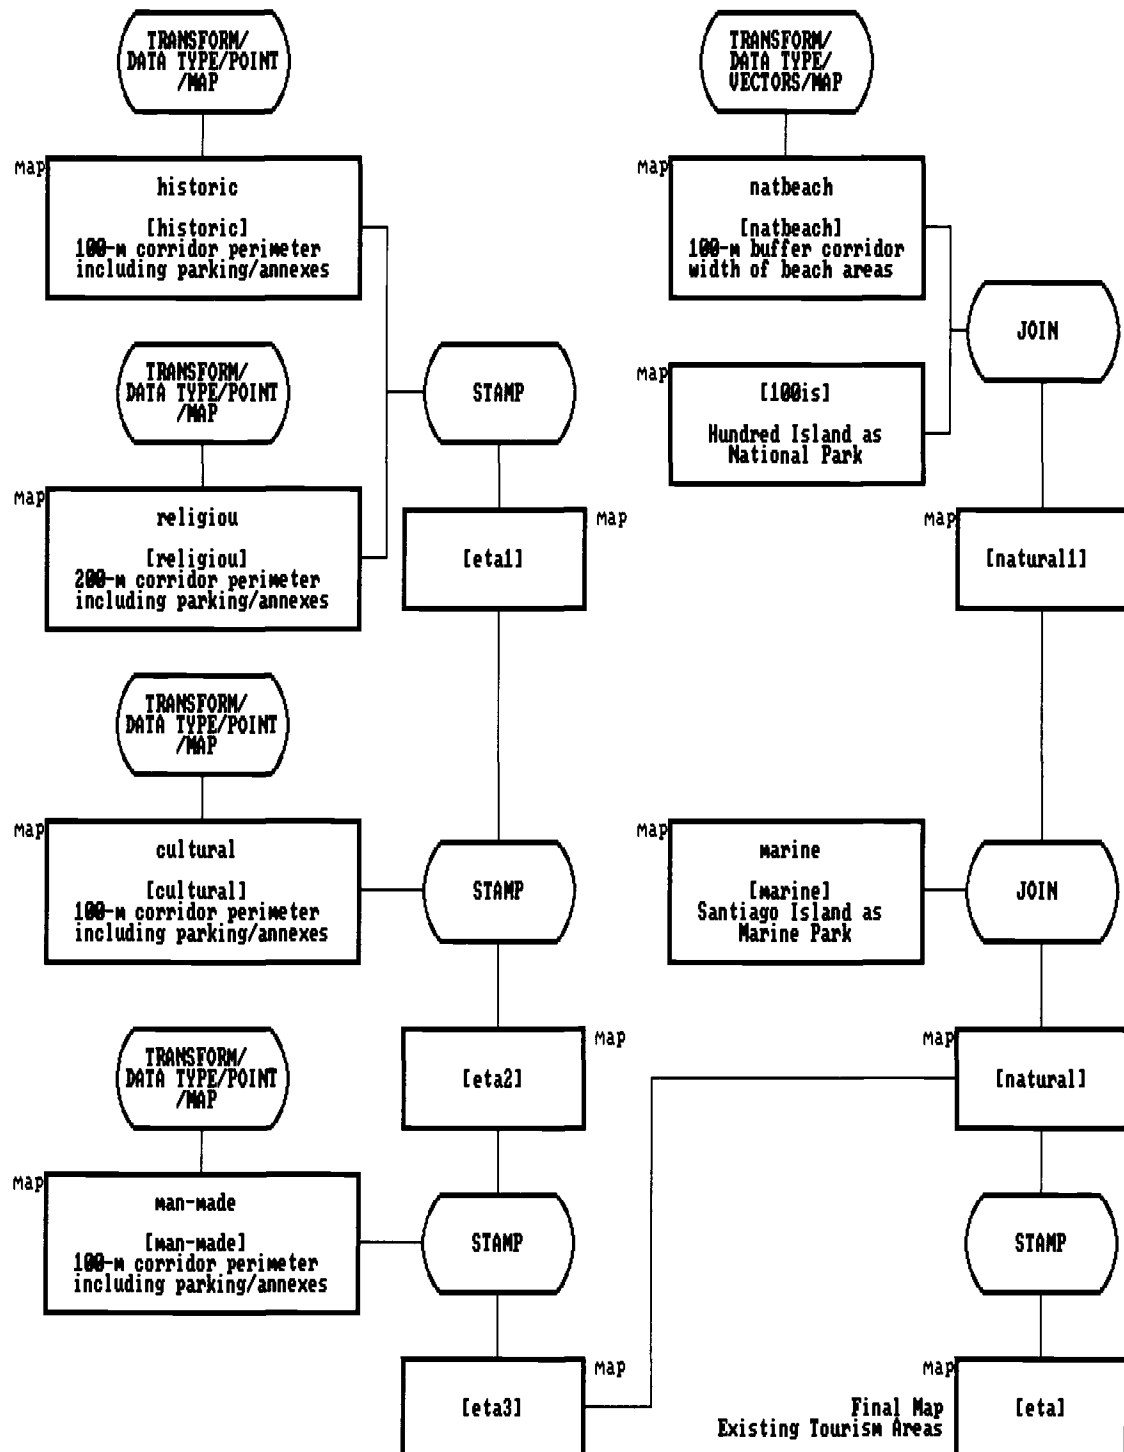 TRANSFORM/
DATA TYPE/POINT
/MAP
map
historic
[historic]
100-m corridor perimeter
including parking/annexes
TRANSFORM/
DATA TYPE/POINT
/MAP
map
religiou
[religiou]
200-m corridor perimeter
including parking/annexes
STAMP
map
[eta1]
TRANSFORM/
DATA TYPE/POINT
/MAP
map
cultural
[cultural]
100-m corridor perimeter
including parking/annexes
STAMP
map
[eta2]
TRANSFORM/
DATA TYPE/POINT
/MAP
map
man-made
[man-made]
100-m corridor perimeter
including parking/annexes
STAMP
map
[eta3]
TRANSFORM/
DATA TYPE/
VECTORS/MAP
map
natbeach
[natbeach]
100-m buffer corridor
width of beach areas
map
[100is]
Hundred Island as
National Park
JOIN
map
[natural1]
map
marine
[marine]
Santiago Island as
Marine Park
JOIN
map
[natural]
STAMP
map
[eta]
Final Map
Existing Tourism Areas